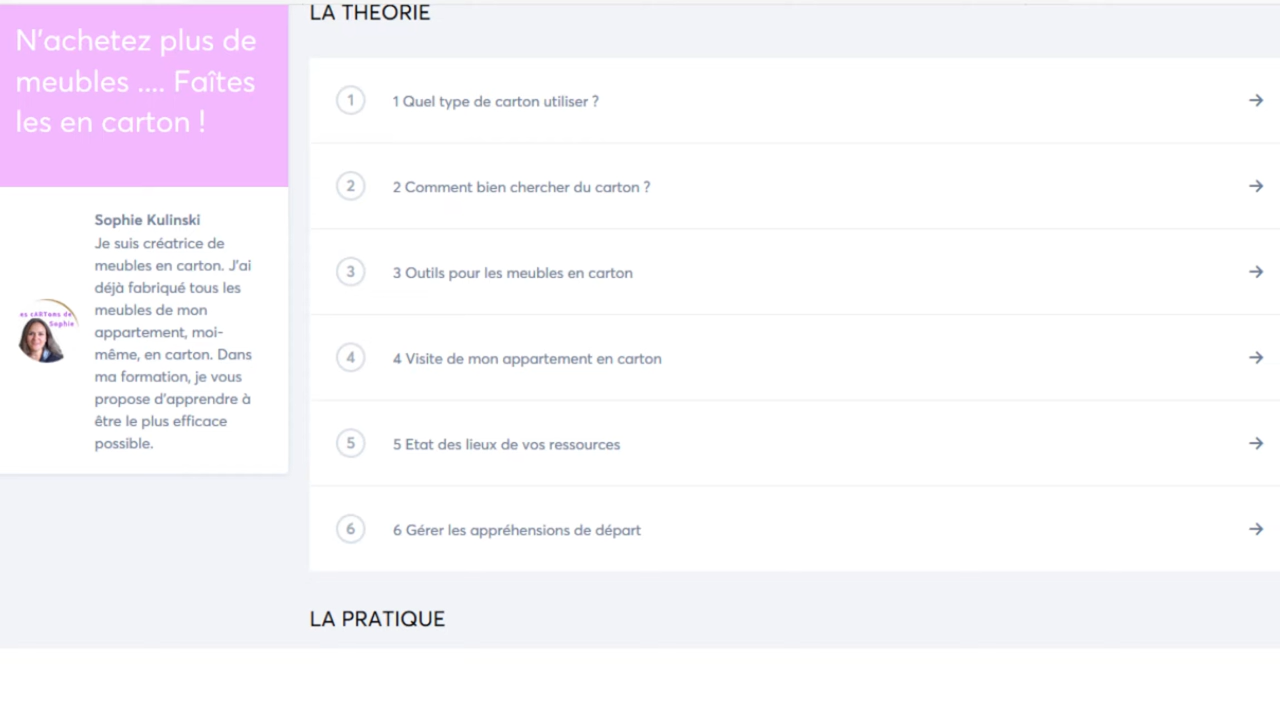 N'achetez plus de
meubles .... Faîtes
les en carton !
Sophie Kulinski
Je suis créatrice de
meubles en carton. J'ai
déjà fabriqué tous les
meubles de mon
appartement, moi-
même, en carton. Dans
ma formation, je vous
propose d'apprendre à
être le plus efficace
possible.
es cARTons de
Sophie
LA THEORIE
1
1 Quel type de carton utiliser ?
2
2 Comment bien chercher du carton ?
3
3 Outils pour les meubles en carton
4
4 Visite de mon appartement en carton
5
5 Etat des lieux de vos ressources
6
6 Gérer les appréhensions de départ
LA PRATIQUE